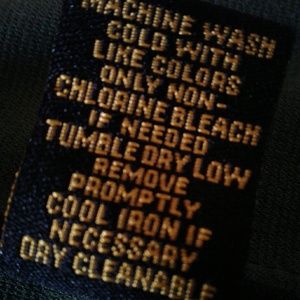 MACHINE WASH
COLD WITH
LIKE COLORS
ONLY NON-
CHLORINE BLEACH
IF NEEDED
TUMBLE DRY LOW
REMOVE
PROMPTLY
COOL IRON IF
NECESSARY
DRY CLEANABLE